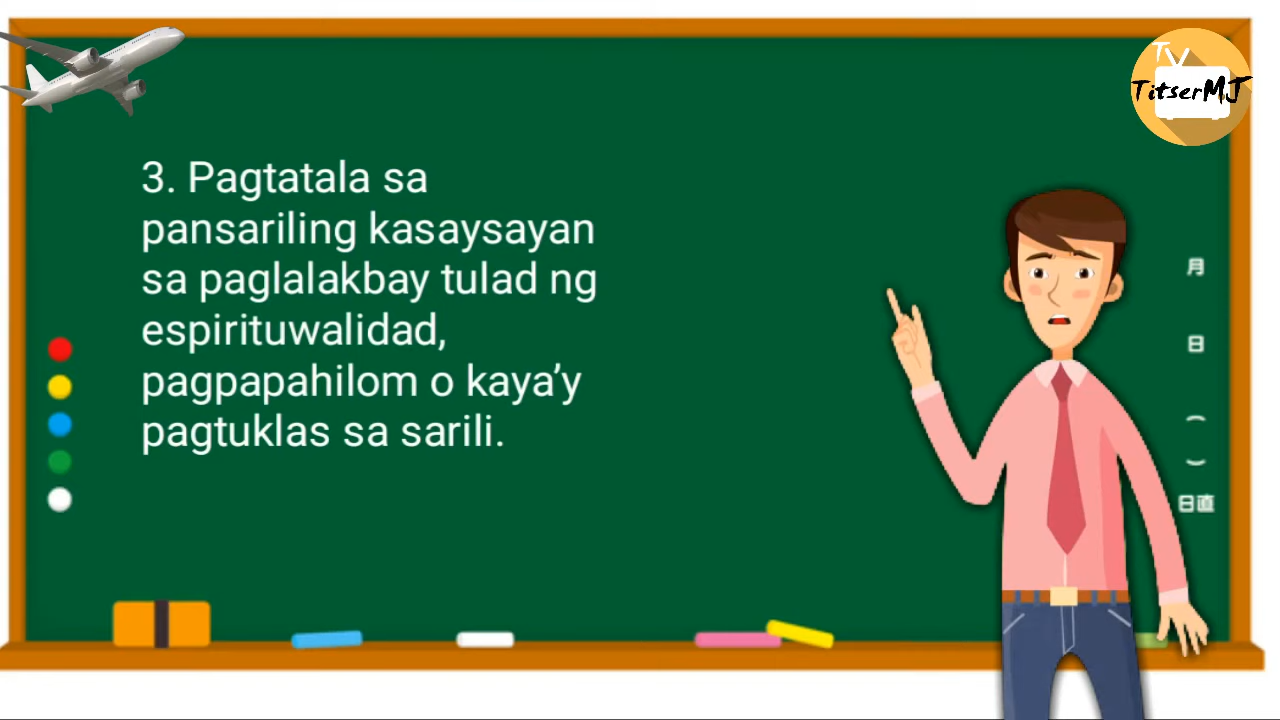 TV
TitserMJ
3. Pagtatala sa
pansariling kasaysayan
sa paglalakbay tulad ng
espirituwalidad,
pagpapahilom o kaya’y
pagtuklas sa sarili.
月
日
︵
︶
日直